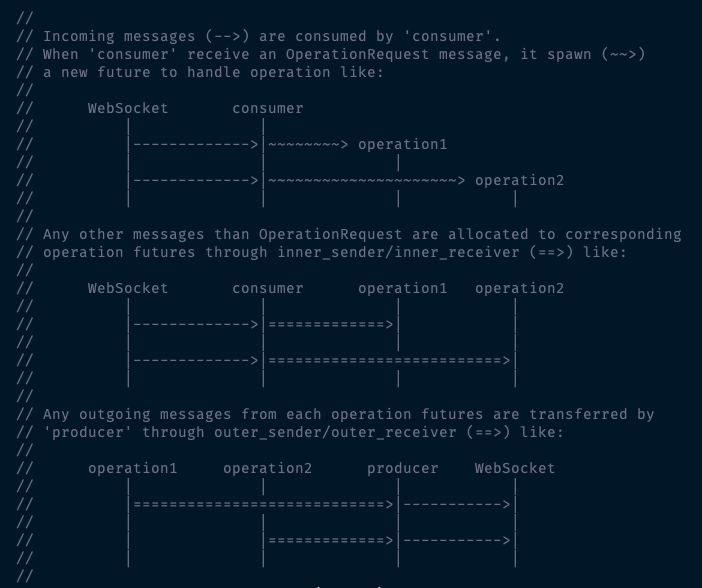 //
// Incoming messages (-->) are consumed by 'consumer'.
// When 'consumer' receive an OperationRequest message, it spawn (~~>)
// a new future to handle operation like:
//
//      WebSocket       consumer
//          |              |
//          |------------->|~~~~~~~~> operation1
//          |              |              |
//          |------------->|~~~~~~~~~~~~~~~~~~~~~> operation2
//          |              |              |            |
//
// Any other messages than OperationRequest are allocated to corresponding
// operation futures through inner_sender/inner_receiver (==>) like:
//
//      WebSocket       consumer      operation1   operation2
//          |              |              |            |
//          |------------->|=============>|            |
//          |              |              |            |
//          |------------->|==========================>|
//          |              |              |            |
//
// Any outgoing messages from each operation futures are transferred by
// 'producer' through outer_sender/outer_receiver (==>) like:
//
//      operation1     operation2      producer    WebSocket
//          |              |              |            |
//          |============================>|----------->|
//          |              |              |            |
//          |              |=============>|----------->|
//          |              |              |            |
//